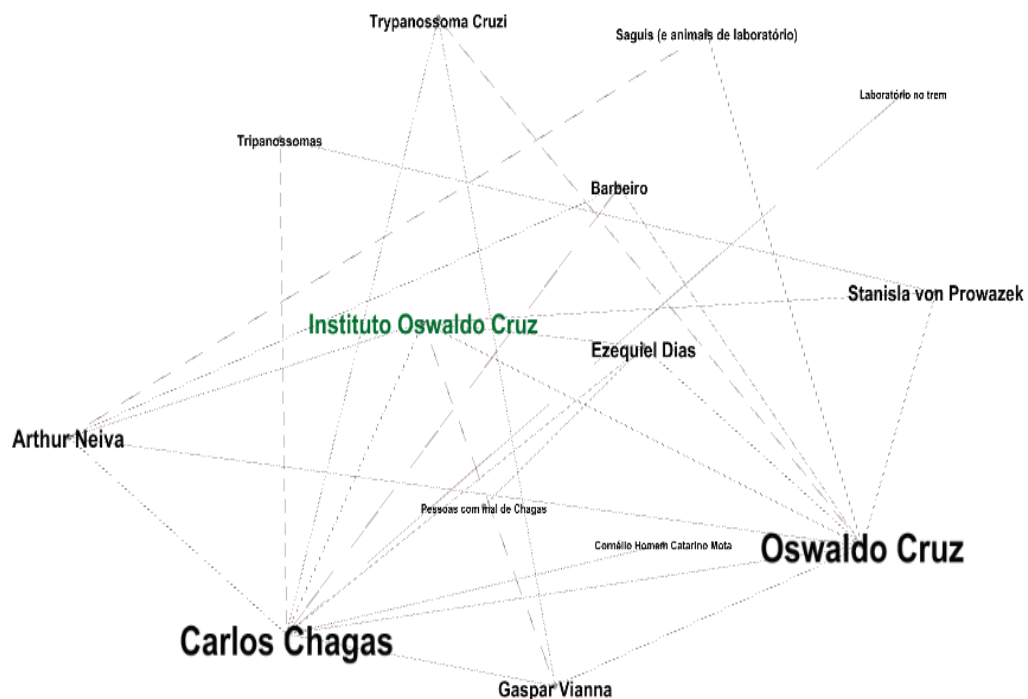 Trypanossoma Cruzi
Saguis (e animais de laboratório)
Laboratório no trem
Tripanossomas
Barbeiro
Stanisla von Prowazek
Instituto Oswaldo Cruz
Ezequiel Dias
Arthur Neiva
Pessoas com mal de Chagas
Cornélio Homem Catarino Mota
Oswaldo Cruz
Carlos Chagas
Gaspar Vianna